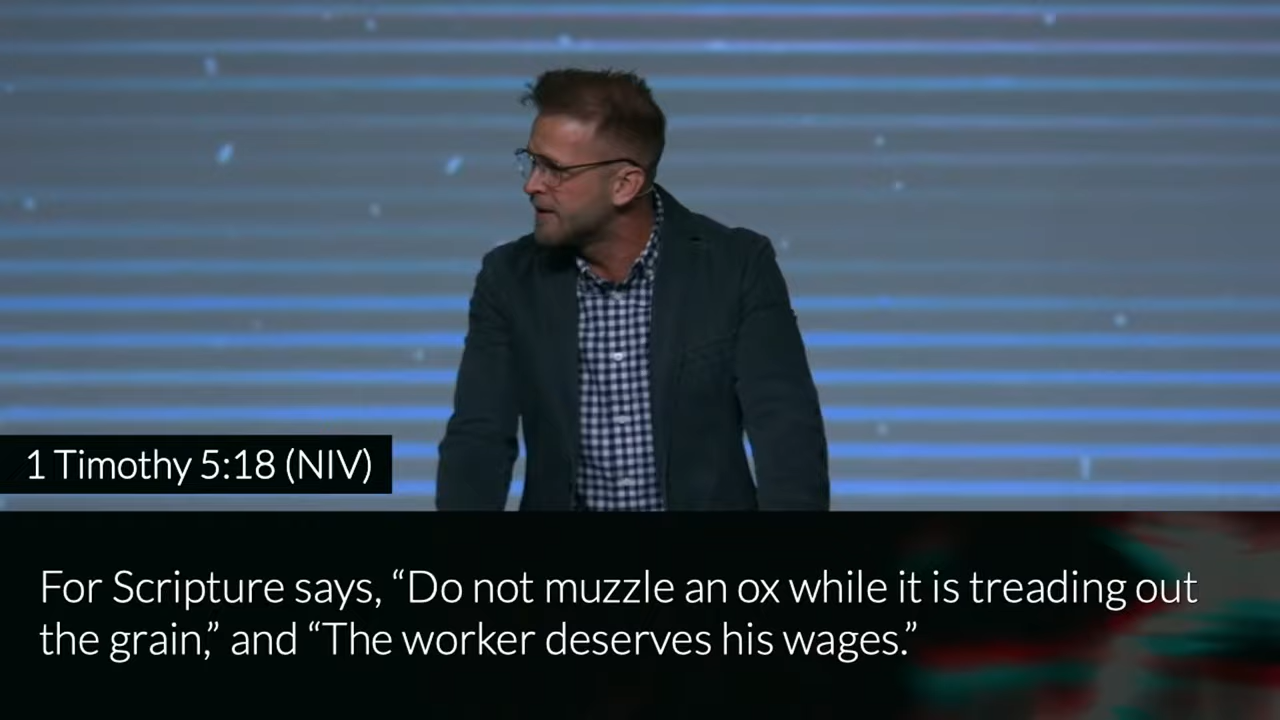 1 Timothy 5:18 (NIV)
For Scripture says, “Do not muzzle an ox while it is treading out
the grain,” and “The worker deserves his wages.”